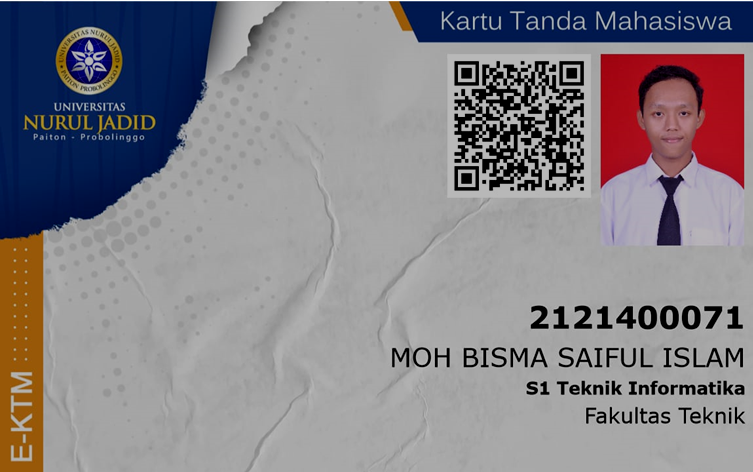 Kartu Tanda Mahasiswa
UNIVERSITAS NURUL JADID
PAITON PROBOLINGGO
UNIVERSITAS
NURUL JADID
Paiton - Probolinggo
2121400071
MOH BISMA SAIFUL ISLAM
S1 Teknik Informatika
Fakultas Teknik
E-KTM